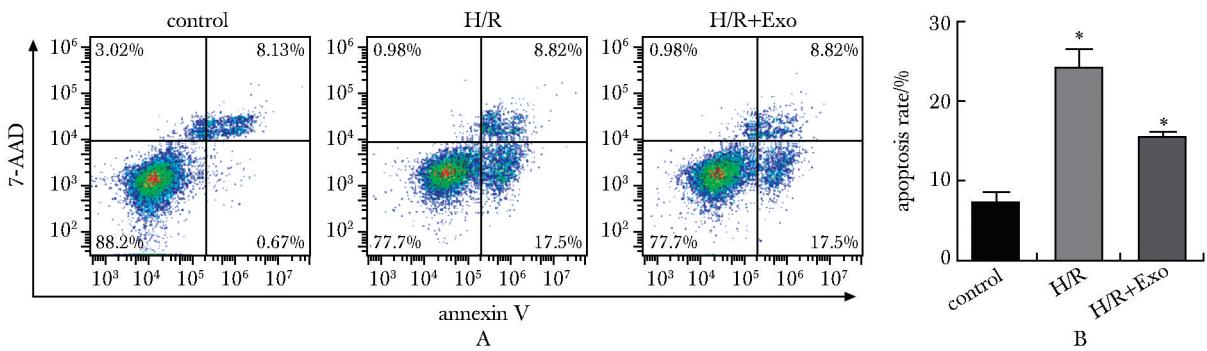 control
H/R
H/R+Exo
7-AAD
10⁶
10⁵
10⁴
10³
10²
3.02%
8.13%
88.2%
0.67%
10³ 10⁴ 10⁵ 10⁶ 10⁷
10⁶
10⁵
10⁴
10³
10²
0.98%
8.82%
77.7%
17.5%
10³ 10⁴ 10⁵ 10⁶ 10⁷
10⁶
10⁵
10⁴
10³
10²
0.98%
8.82%
77.7%
17.5%
10³ 10⁴ 10⁵ 10⁶ 10⁷
annexin V
A
apoptosis rate/%
30
20
10
0
*
*
control
H/R
H/R+Exo
B